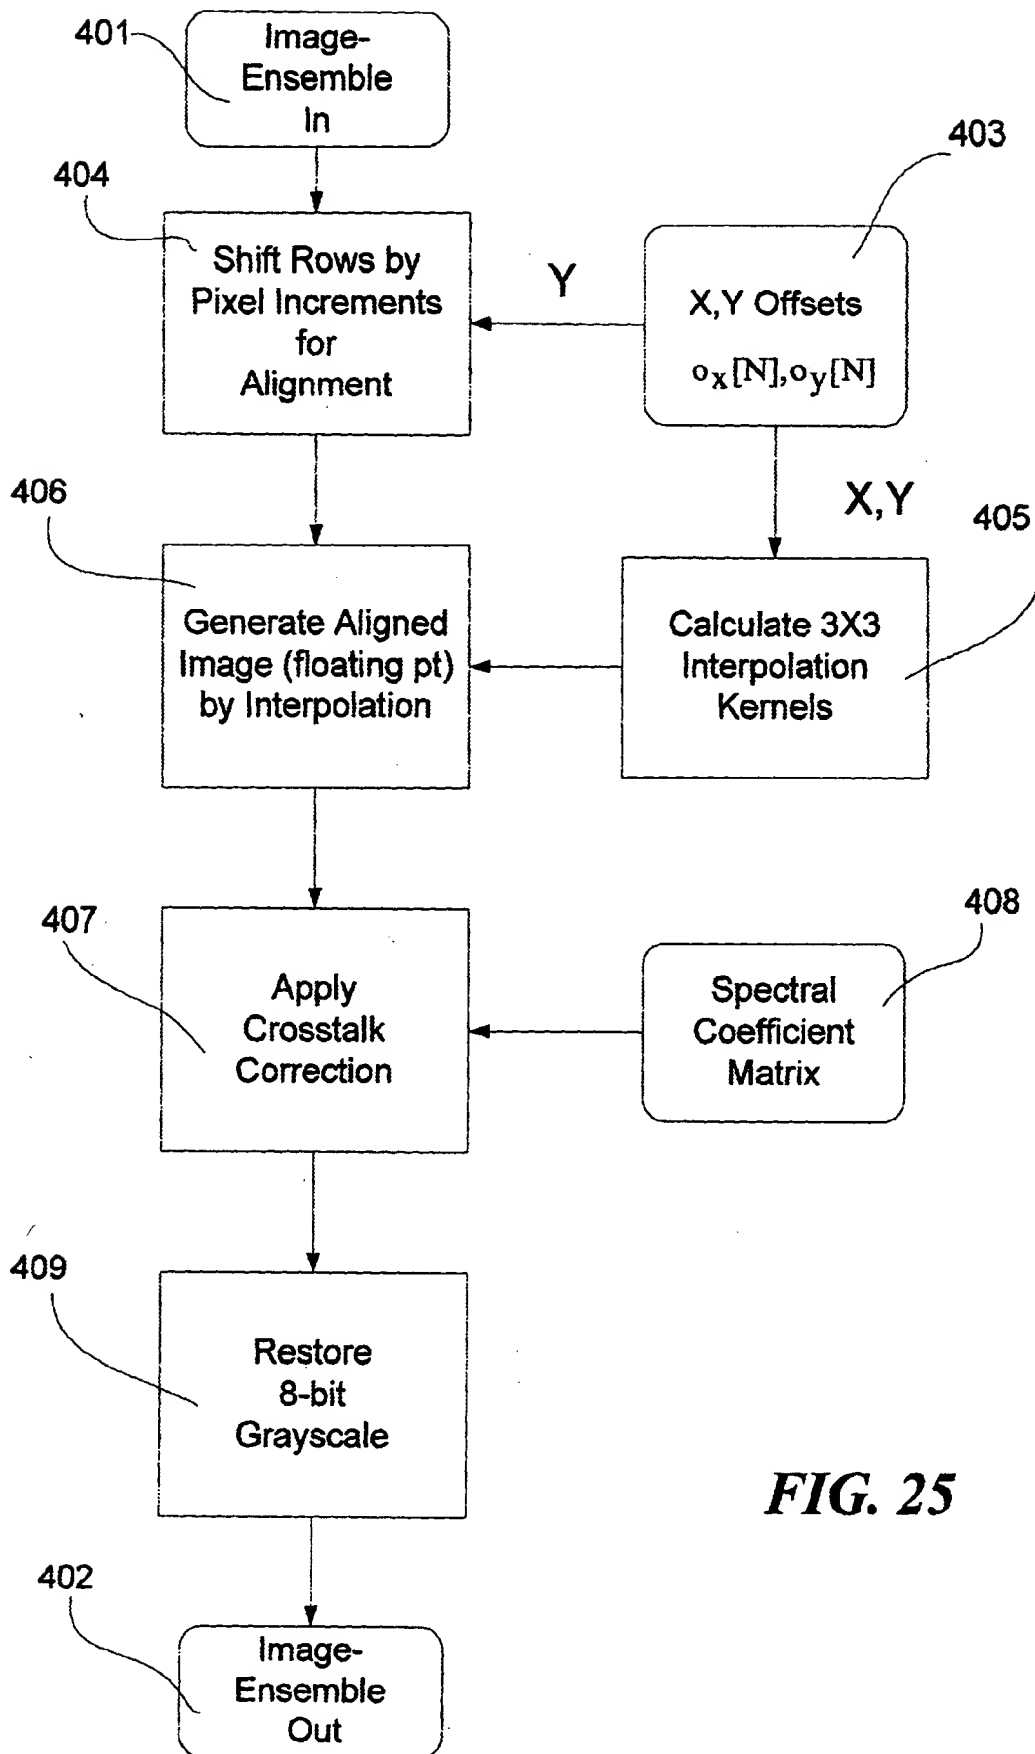 401
Image-
Ensemble
In
403
404
Shift Rows by
Pixel Increments
for
Alignment
Y
X,Y Offsets
ox[N],oy[N]
406
X,Y
405
Generate Aligned
Image (floating pt)
by Interpolation
Calculate 3X3
Interpolation
Kernels
407
408
Apply
Crosstalk
Correction
Spectral
Coefficient
Matrix
409
Restore
8-bit
Grayscale
FIG. 25
402
Image-
Ensemble
Out